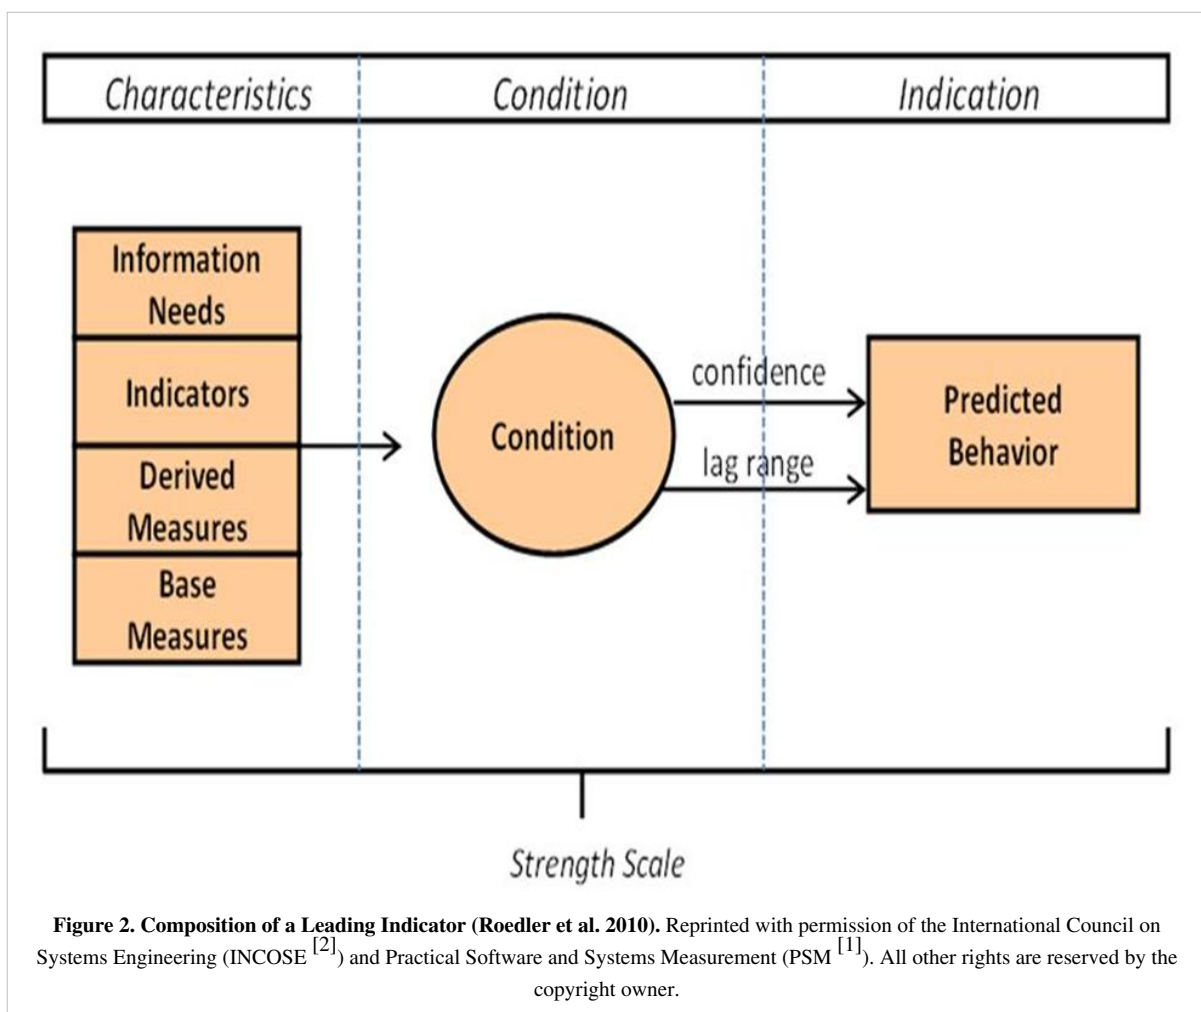 Characteristics
Condition
Indication
Information
Needs
Indicators
Derived
Measures
Base
Measures
Condition
confidence
lag range
Predicted
Behavior
Strength Scale
Figure 2. Composition of a Leading Indicator (Roedler et al. 2010). Reprinted with permission of the International Council on
Systems Engineering (INCOSE [2]) and Practical Software and Systems Measurement (PSM [1]). All other rights are reserved by the
copyright owner.